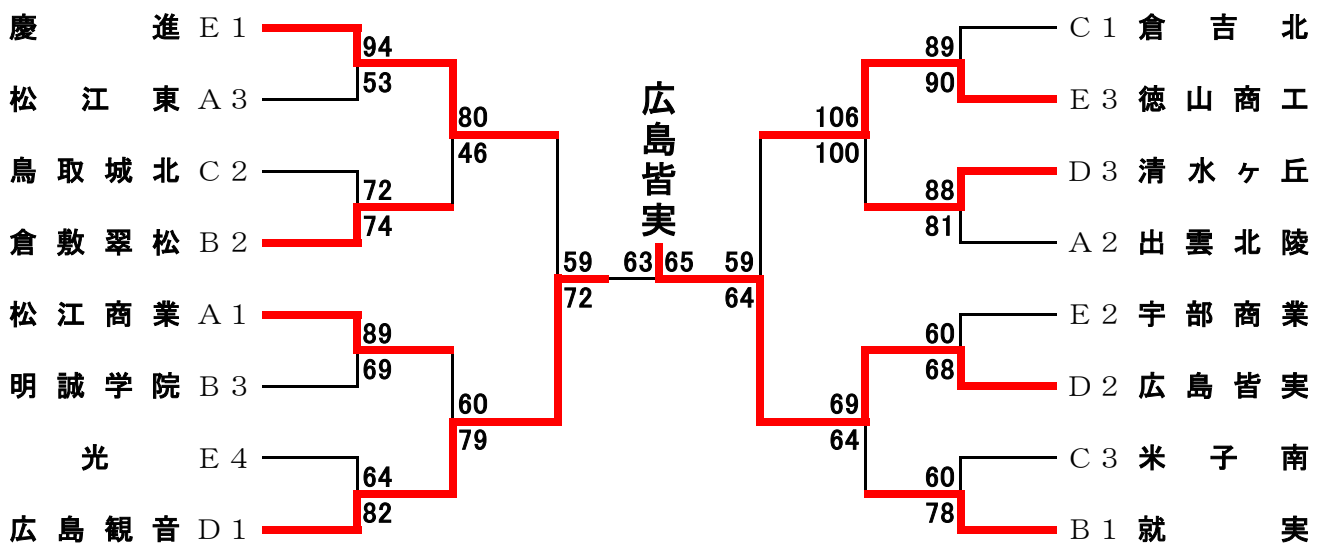 慶進 E1
松江東 A3
鳥取城北 C2
倉敷翠松 B2
松江商業 A1
明誠学院 B3
光 E4
広島観音 D1
94
53
72
74
89
69
64
82
80
46
60
79
59
72
63
広島皆実
65
59
64
106
100
69
64
89
90
88
81
60
68
60
78
C1 倉吉北
E3 徳山商工
D3 清水ヶ丘
A2 出雲北陵
E2 宇部商業
D2 広島皆実
C3 米子南
B1 就実